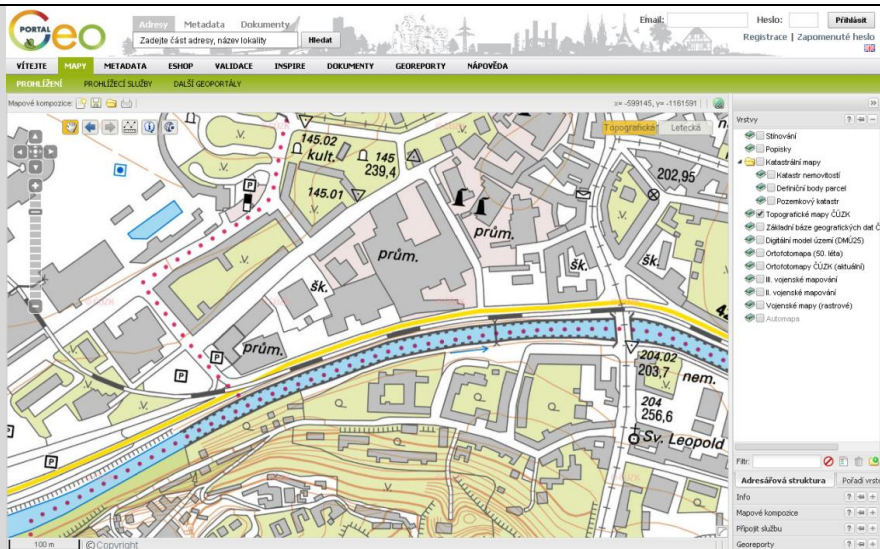 PORTAL
eo
Adresy Metadata Dokumenty
Zadejte část adresy, název lokality
Hledat
Email:
Heslo:
Přihlásit
Registrace | Zapomenuté heslo
VÍTEJTE MAPY METADATA ESHOP VALIDACE INSPIRE DOKUMENTY GEOREPORTY NÁPOVĚDA
PROHLÍŽENÍ PROHLÍŽECÍ SLUŽBY DALŠÍ GEOPORTÁLY
Mapové kompozice:
x= -599145, y= -1161591
Topografická Letecká
145.02
kult.
145
239,4
145.01
202,95
prům.
prům.
šk.
šk.
šk.
prům.
204.02
203,7
nem.
204
256,6
Sv. Leopold
P
P
P
P
P
100 m
© Copyright
Vrstvy
Stínování
Popisky
Katastrální mapy
Katastr nemovitostí
Definiční body parcel
Pozemkový katastr
Topografické mapy ČÚZK
Základní báze geografických dat Č
Digitální model území (DMÚ25)
Ortofotomapa (50. léta)
Ortofotomapy ČÚZK (aktuální)
III. vojenské mapování
II. vojenské mapování
Vojenské mapy (rastrové)
Automapa
Filtr:
Adresářová struktura
Pořadí vrste
Info
Mapové kompozice
Připojit službu
Georeporty